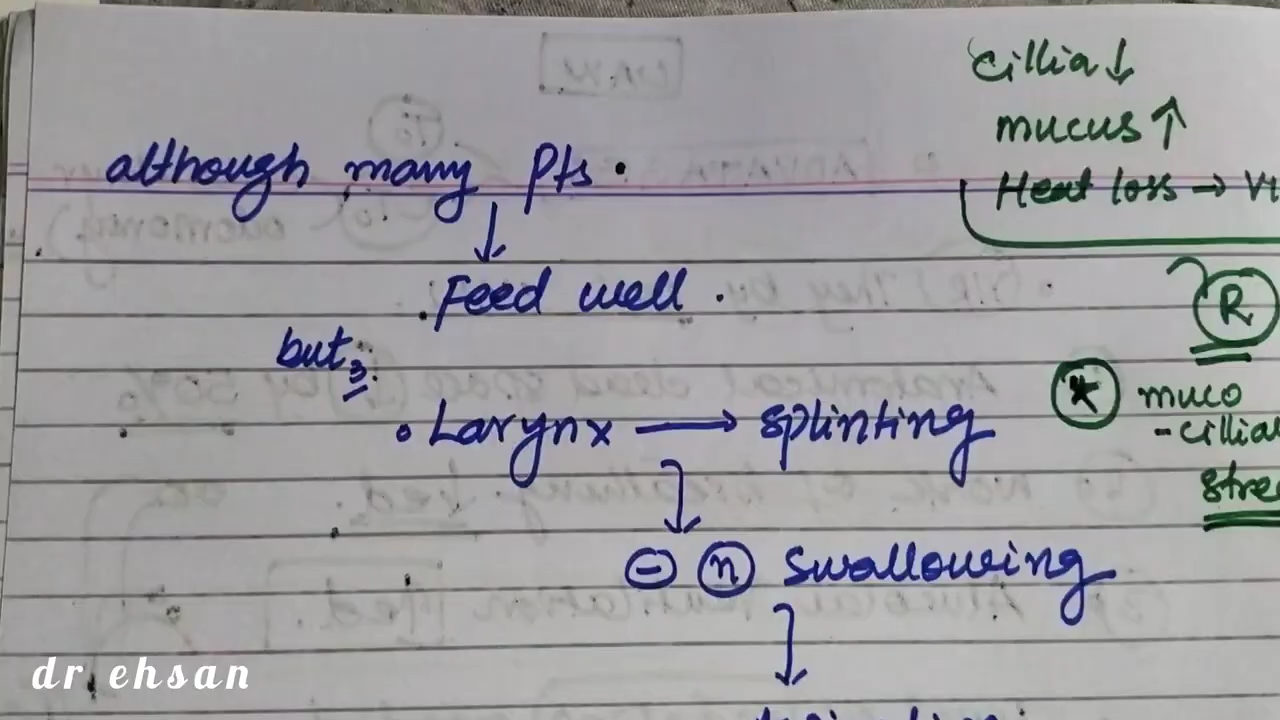 although many Pts.
Feed well.
but,
Larynx → splinting
⊖ ⓝ swallowing
cillia ↓
mucus ↑
Heat loss →
R
* muco
-cillia
dr ehsan